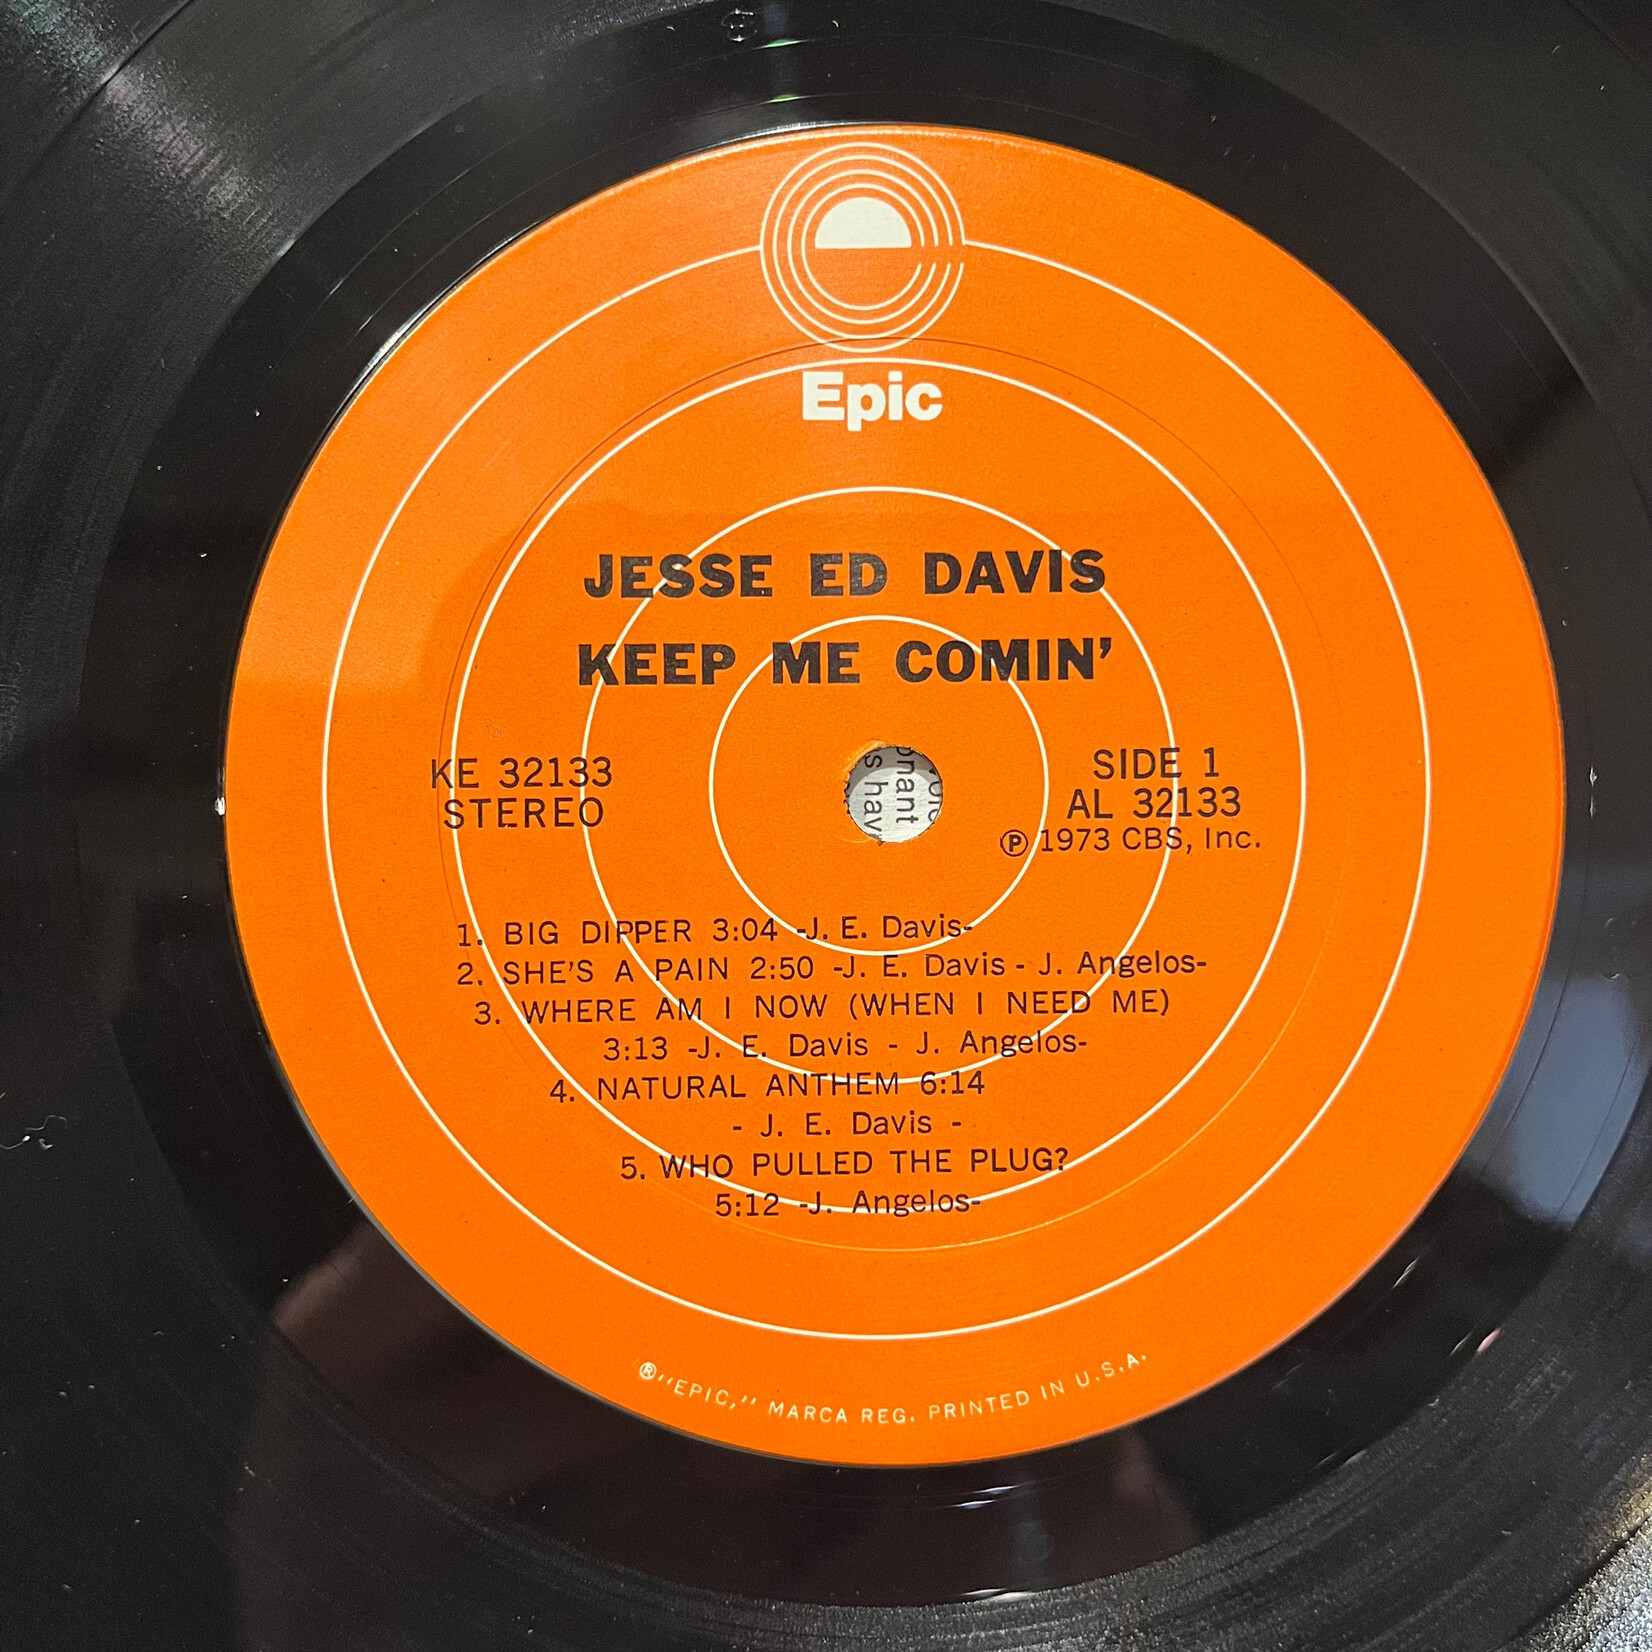 Epic
JESSE ED DAVIS
KEEP ME COMIN'
KE 32133
STEREO
SIDE 1
AL 32133
Ⓟ 1973 CBS, Inc.
onant
s hav
1. BIG DIPPER 3:04 -J. E. Davis-
2. SHE'S A PAIN 2:50 -J. E. Davis - J. Angelos-
3. WHERE AM I NOW (WHEN I NEED ME)
3:13 -J. E. Davis - J. Angelos-
4. NATURAL ANTHEM 6:14
- J. E. Davis -
5. WHO PULLED THE PLUG?
5:12 -J. Angelos-
®"EPIC," MARCA REG. PRINTED IN U.S.A.